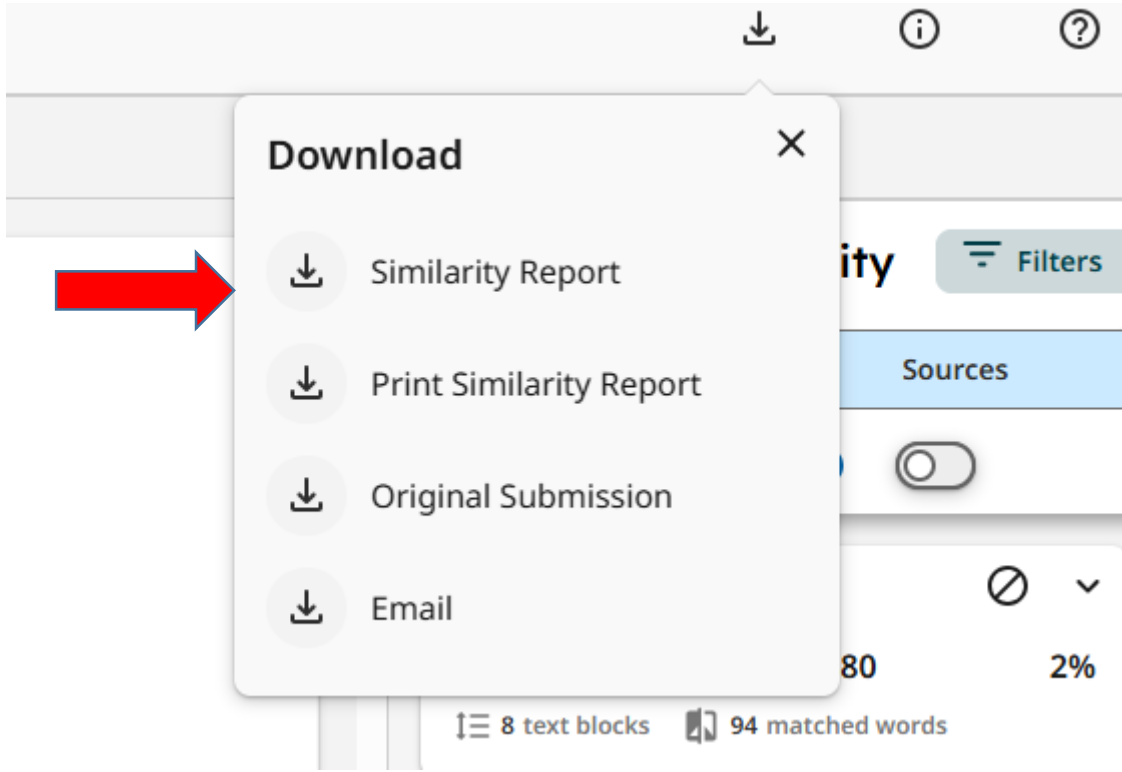 Download
Similarity Report
ity
Filters
Print Similarity Report
Sources
Original Submission
Email
80
2%
8 text blocks
94 matched words